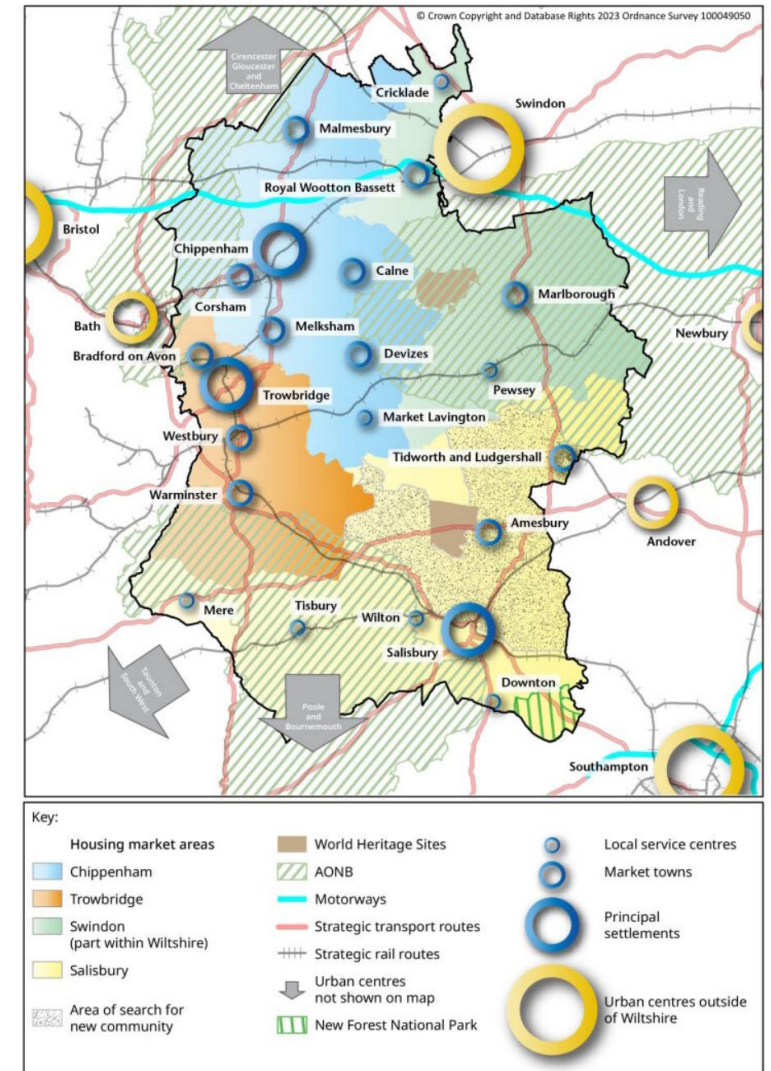 © Crown Copyright and Database Rights 2023 Ordnance Survey 100049050
Cirencester
Gloucester
and
Cheltenham
Cricklade
Swindon
Malmesbury
Royal Wootton Bassett
Reading
and
London
Bristol
Chippenham
Calne
Marlborough
Corsham
Bath
Melksham
Newbury
Bradford on Avon
Devizes
Trowbridge
Pewsey
Market Lavington
Westbury
Tidworth and Ludgershall
Warminster
Amesbury
Andover
Mere
Tisbury
Wilton
Salisbury
Taunton
and
South West
Poole
and
Bournemouth
Downton
Southampton
Key:
Housing market areas
Chippenham
Trowbridge
Swindon
(part within Wiltshire)
Salisbury
Area of search for
new community
World Heritage Sites
AONB
Motorways
Strategic transport routes
Strategic rail routes
Urban centres
not shown on map
New Forest National Park
Local service centres
Market towns
Principal
settlements
Urban centres outside
of Wiltshire